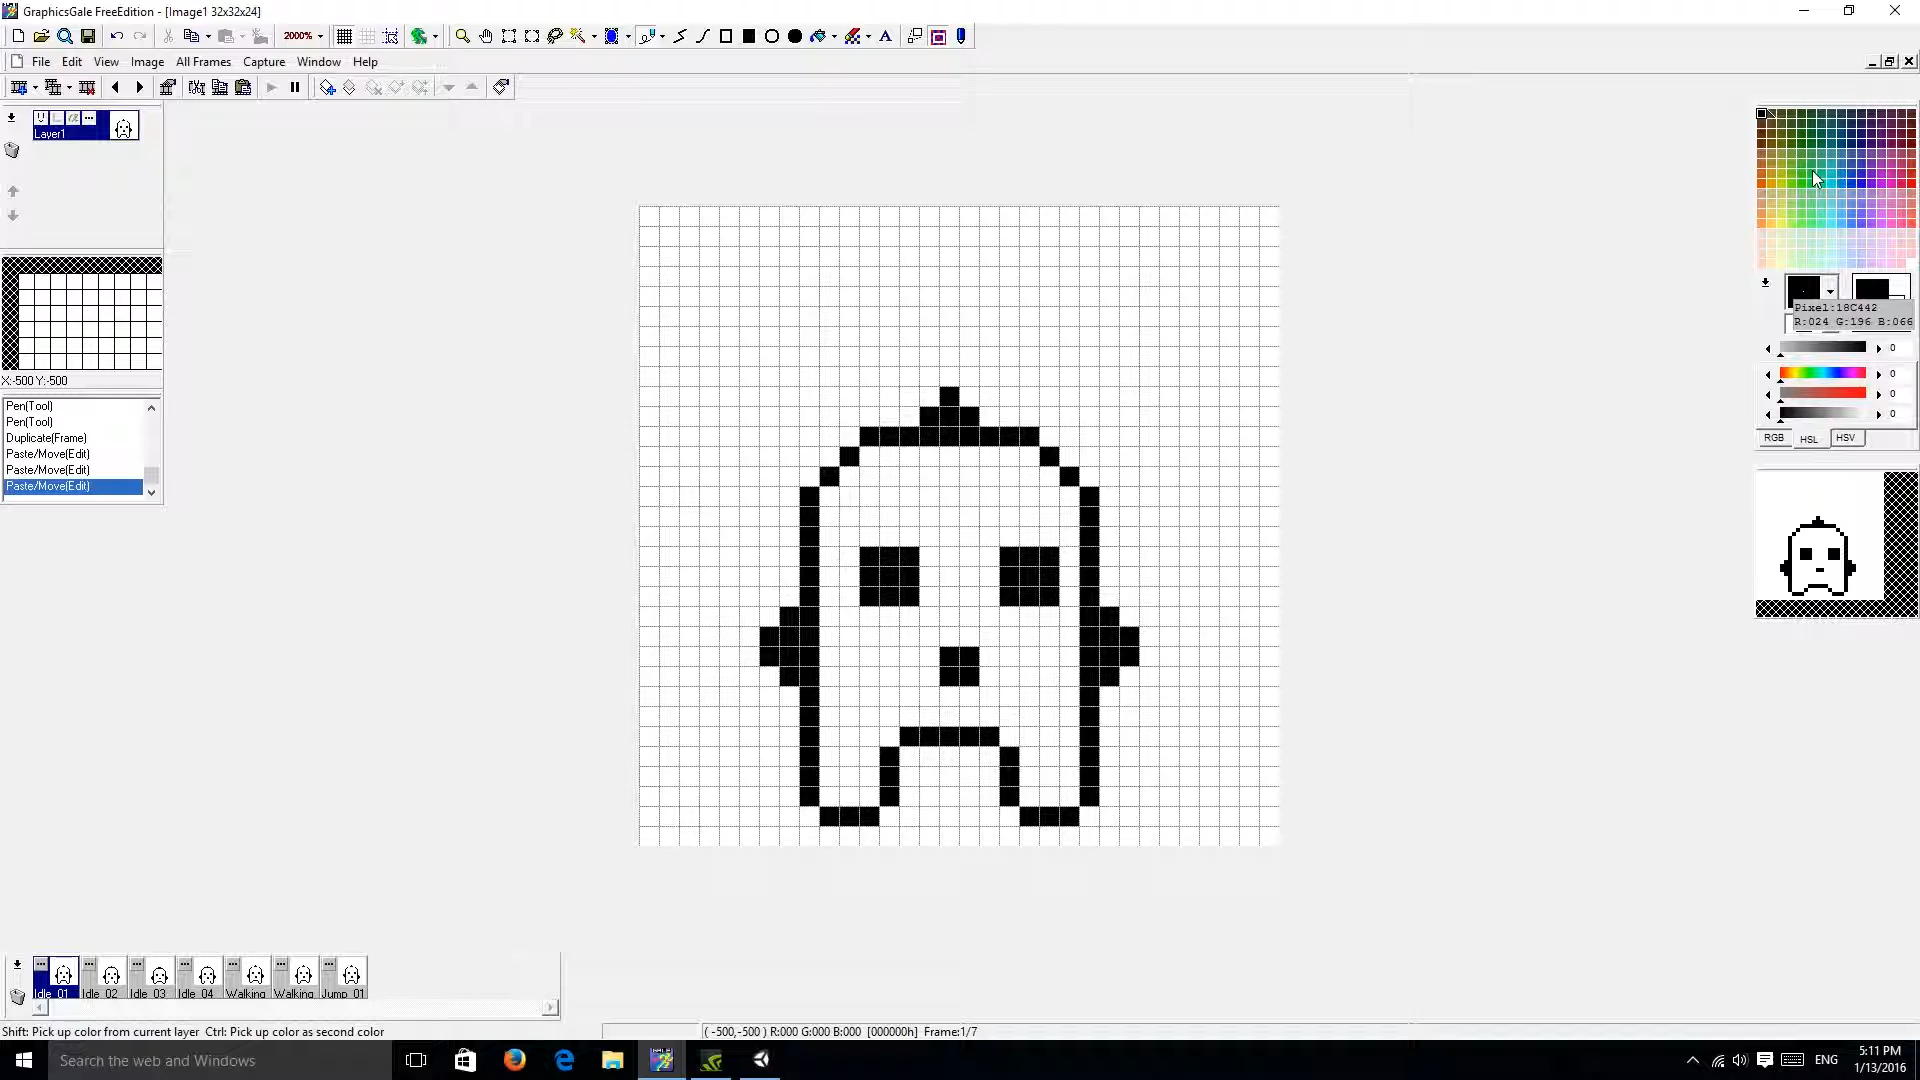 GraphicsGale FreeEdition - [Image1 32x32x24]
2000%
A
File Edit View Image All Frames Capture Window Help
Layer1
X:-500 Y:-500
Pen(Tool)
Pen(Tool)
Duplicate(Frame)
Paste/Move(Edit)
Paste/Move(Edit)
Paste/Move(Edit)
Pixel:18C442
R:024 G:196 B:066
0
0
0
0
RGB HSL HSV
Idle_01 Idle_02 Idle_03 Idle_04 Walking Walking Jump_01
Shift: Pick up color from current layer Ctrl: Pick up color as second color
( -500,-500 ) R:000 G:000 B:000 [000000h] Frame:1/7
Search the web and Windows
ENG
5:11 PM
1/13/2016